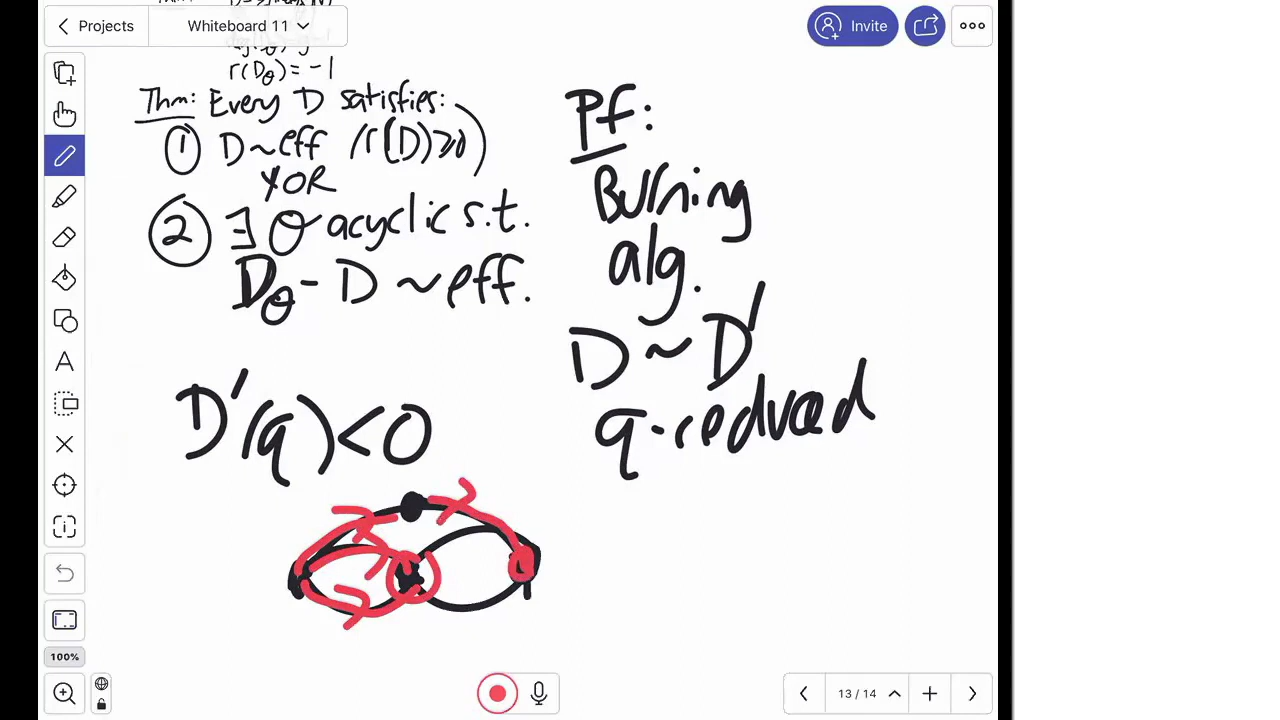 Projects
Whiteboard 11
Invite
r(D_θ) = -1
Thm: Every D satisfies:
① D ~ eff (r(D) ≥ 0)
XOR
② ∃ θ acyclic s.t.
D_θ - D ~ eff.
Pf:
Burning
alg.
D ~ D'
q-reduced
D'(q) < 0
A
100%
13 / 14